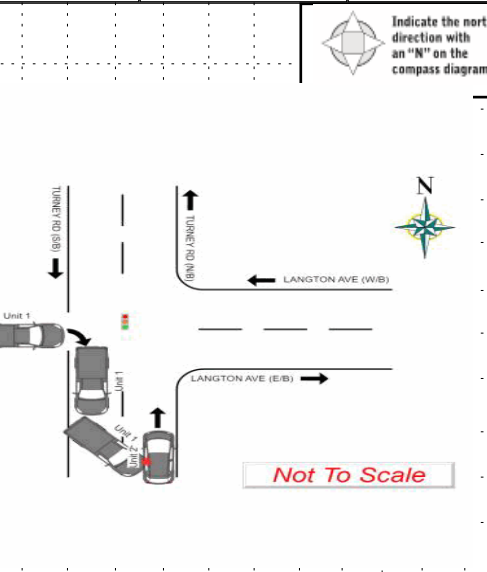 Indicate the nort
direction with
an “N” on the
compass diagram
N
TURNEY RD (S/B)
TURNEY RD (N/B)
LANGTON AVE (W/B)
Unit 1
Unit 1
LANGTON AVE (E/B)
Unit 1
Unit 2
Not To Scale